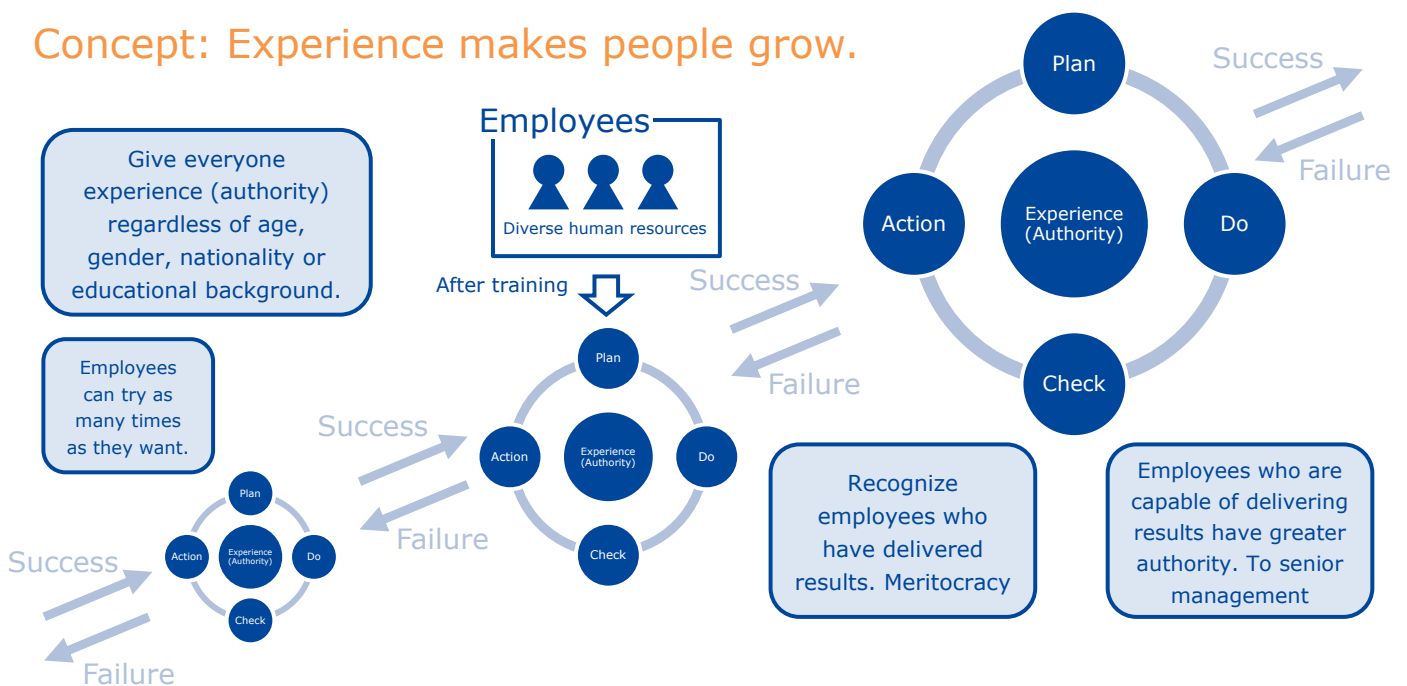 Concept: Experience makes people grow.
Give everyone
experience (authority)
regardless of age,
gender, nationality or
educational background.
Employees
can try as
many times
as they want.
Employees
Diverse human resources
After training
Success
Failure
Plan
Action
Experience
(Authority)
Do
Check
Success
Failure
Plan
Action
Experience
(Authority)
Do
Check
Success
Failure
Plan
Action
Experience
(Authority)
Do
Check
Success
Failure
Recognize
employees who
have delivered
results. Meritocracy
Employees who are
capable of delivering
results have greater
authority. To senior
management